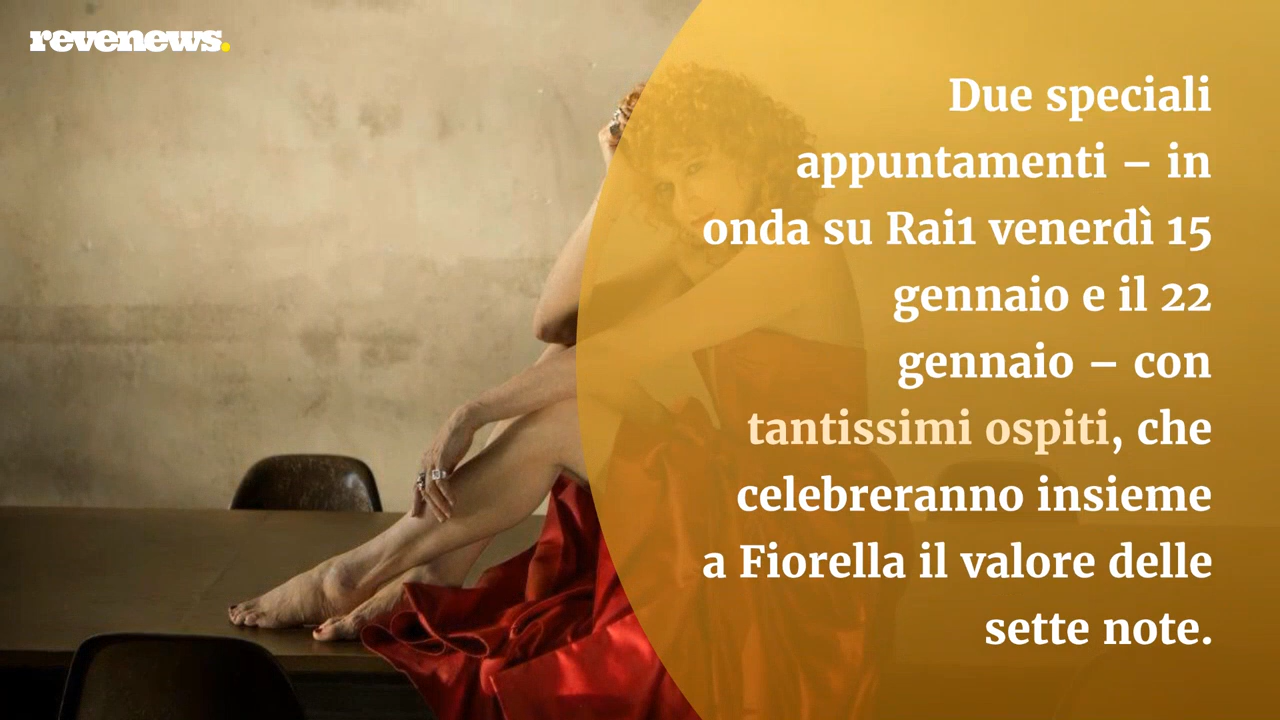 revenews.
Due speciali
appuntamenti – in
onda su Rai1 venerdì 15
gennaio e il 22
gennaio – con
tantissimi ospiti, che
celebreranno insieme
a Fiorella il valore delle
sette note.